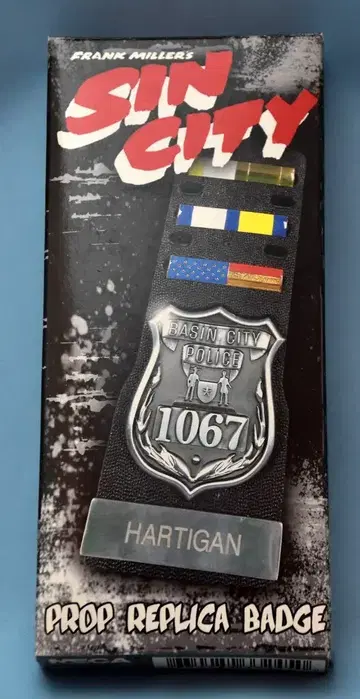 FRANK MILLER'S
SIN
CITY
BASIN CITY
POLICE
1067
HARTIGAN
PROP REPLICA BADGE